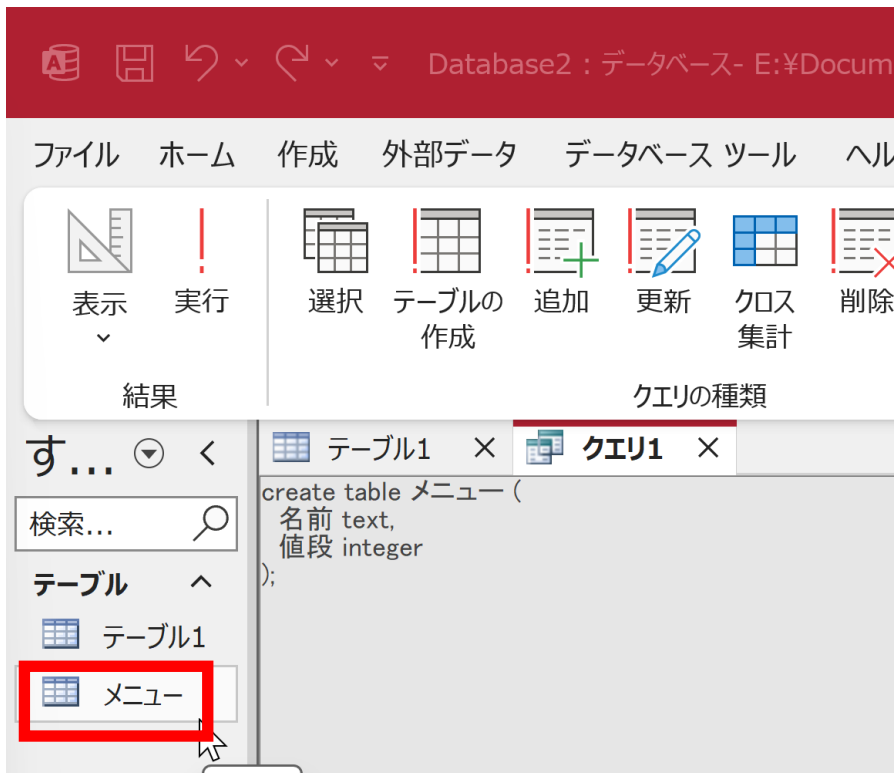 Database2 : データベース- E:¥Docum
ファイル ホーム 作成 外部データ データベース ツール ヘル
表示 実行 選択 テーブルの作成 追加 更新 クロス集計 削除
結果 クエリの種類
す... テーブル1 クエリ1
検索...
create table メニュー (
名前 text,
値段 integer
);
テーブル
テーブル1
メニュー